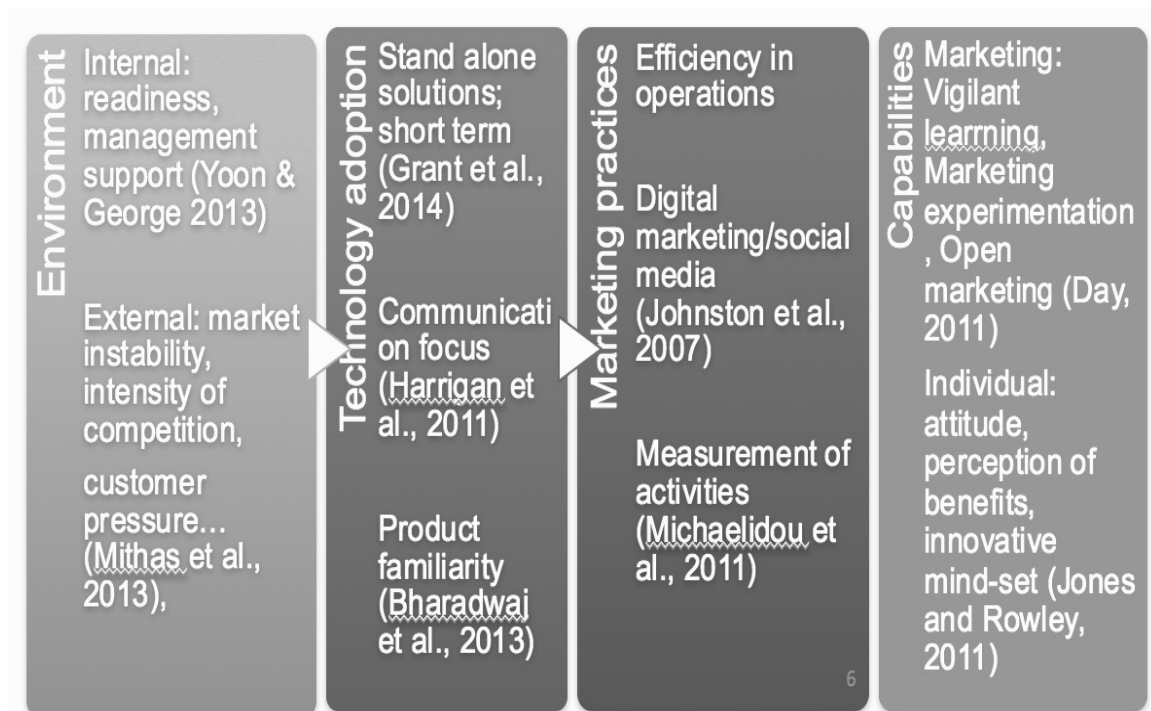 Environment
Internal:
readiness,
management
support (Yoon &
George 2013)
External: market
instability,
intensity of
competition,
customer
pressure…
(Mithas et al.,
2013),
Technology adoption
Stand alone
solutions;
short term
(Grant et al.,
2014)
Communicati
on focus
(Harrigan et
al., 2011)
Product
familiarity
(Bharadwaj
et al., 2013)
Marketing practices
Efficiency in
operations
Digital
marketing/social
media
(Johnston et al.,
2007)
Measurement of
activities
(Michaelidou et
al., 2011)
6
Capabilities
Marketing:
Vigilant
learrning,
Marketing
experimentation
, Open
marketing (Day,
2011)
Individual:
attitude,
perception of
benefits,
innovative
mind-set (Jones
and Rowley,
2011)